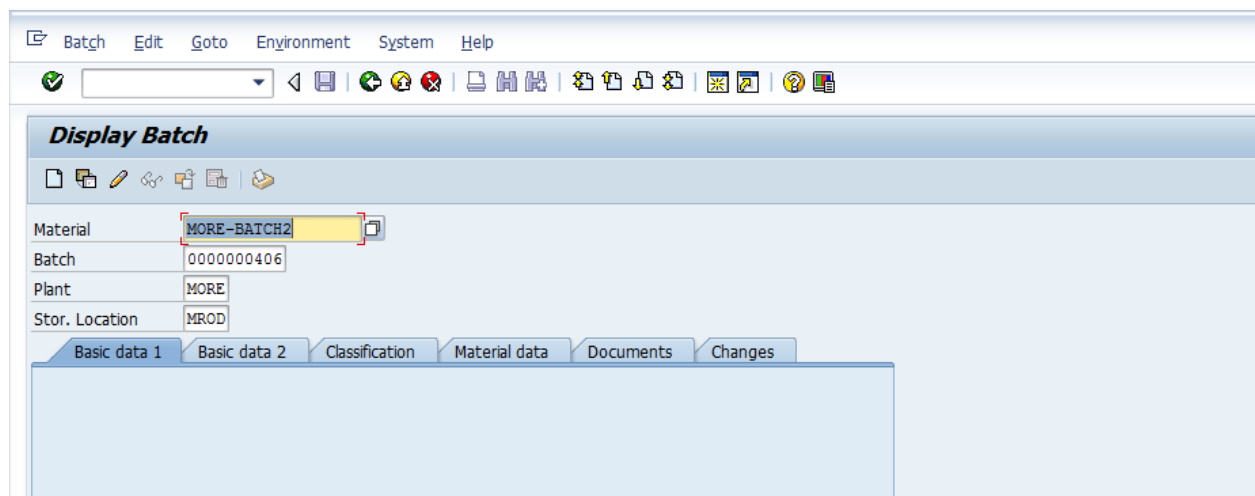 Batch Edit Goto Environment System Help
Display Batch
Material MORE-BATCH2
Batch 0000000406
Plant MORE
Stor. Location MROD
Basic data 1 Basic data 2 Classification Material data Documents Changes